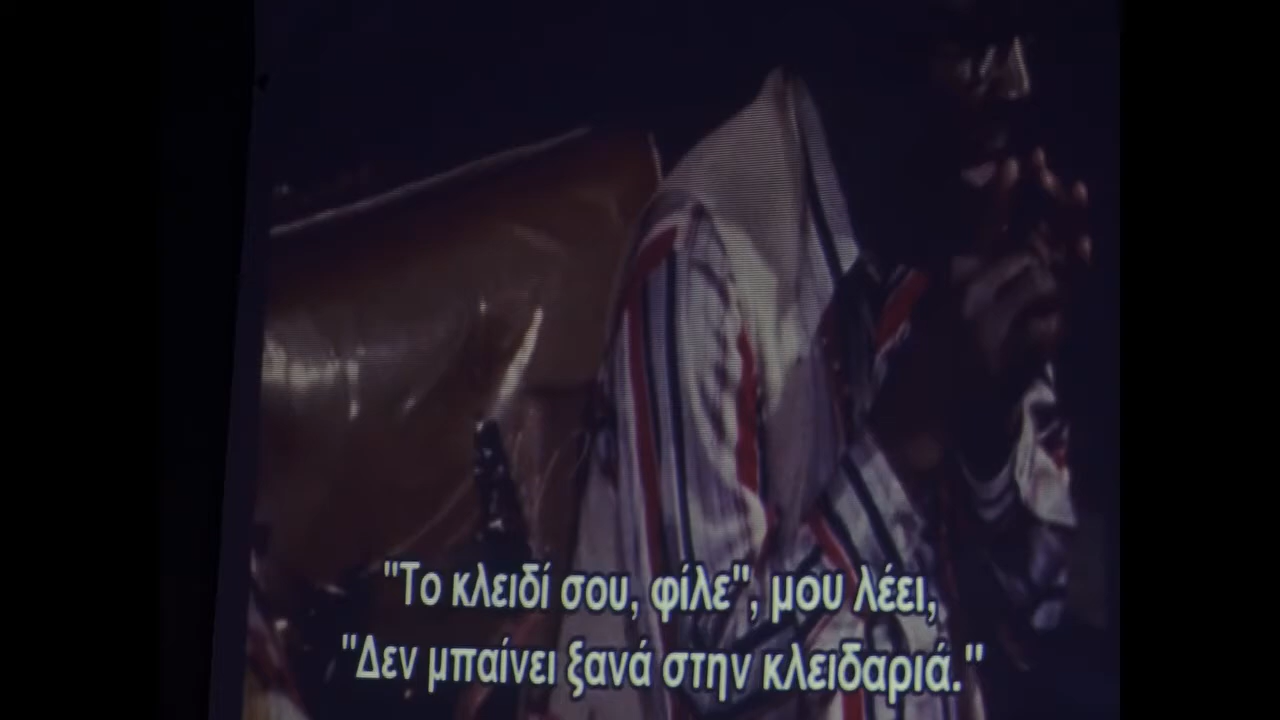 "Το κλειδί σου, φίλε", μου λέει,
"Δεν μπαίνει ξανά στην κλειδαριά."